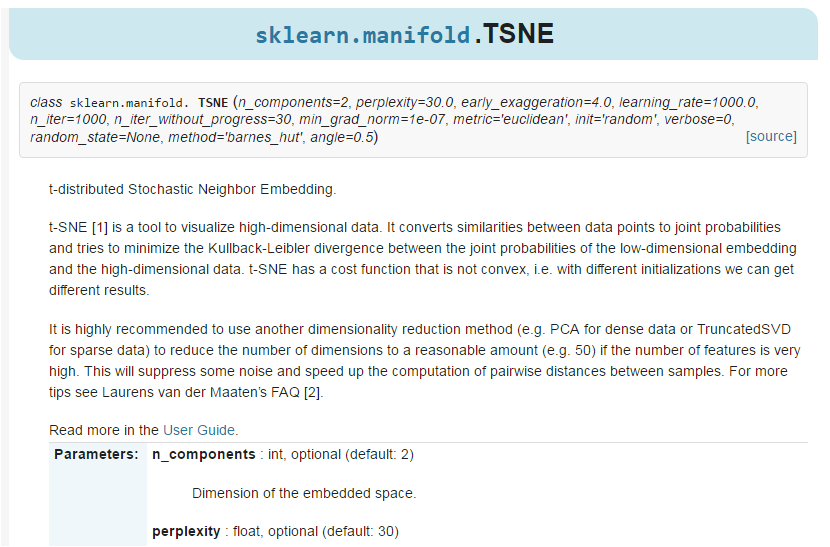 sklearn.manifold.TSNE
class sklearn.manifold. TSNE (n_components=2, perplexity=30.0, early_exaggeration=4.0, learning_rate=1000.0,
n_iter=1000, n_iter_without_progress=30, min_grad_norm=1e-07, metric='euclidean', init='random', verbose=0,
random_state=None, method='barnes_hut', angle=0.5) [source]
t-distributed Stochastic Neighbor Embedding.
t-SNE [1] is a tool to visualize high-dimensional data. It converts similarities between data points to joint probabilities
and tries to minimize the Kullback-Leibler divergence between the joint probabilities of the low-dimensional embedding
and the high-dimensional data. t-SNE has a cost function that is not convex, i.e. with different initializations we can get
different results.
It is highly recommended to use another dimensionality reduction method (e.g. PCA for dense data or TruncatedSVD
for sparse data) to reduce the number of dimensions to a reasonable amount (e.g. 50) if the number of features is very
high. This will suppress some noise and speed up the computation of pairwise distances between samples. For more
tips see Laurens van der Maaten's FAQ [2].
Read more in the User Guide.
Parameters: n_components : int, optional (default: 2)
Dimension of the embedded space.
perplexity : float, optional (default: 30)